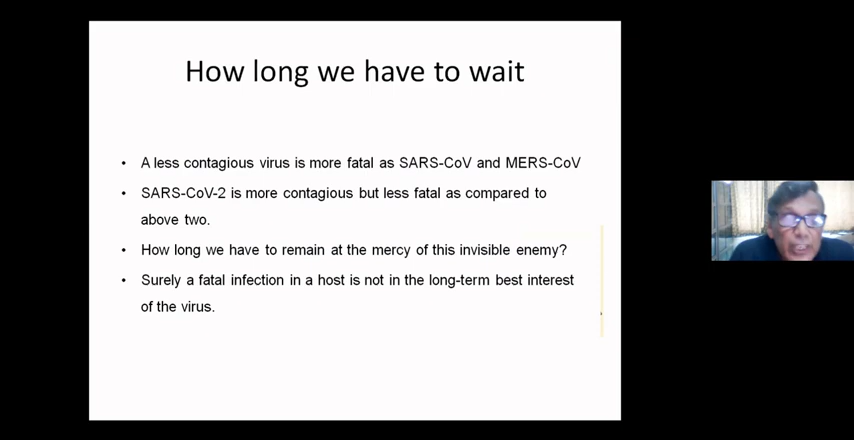 How long we have to wait
• A less contagious virus is more fatal as SARS-CoV and MERS-CoV
• SARS-CoV-2 is more contagious but less fatal as compared to
above two.
• How long we have to remain at the mercy of this invisible enemy?
• Surely a fatal infection in a host is not in the long-term best interest
of the virus.